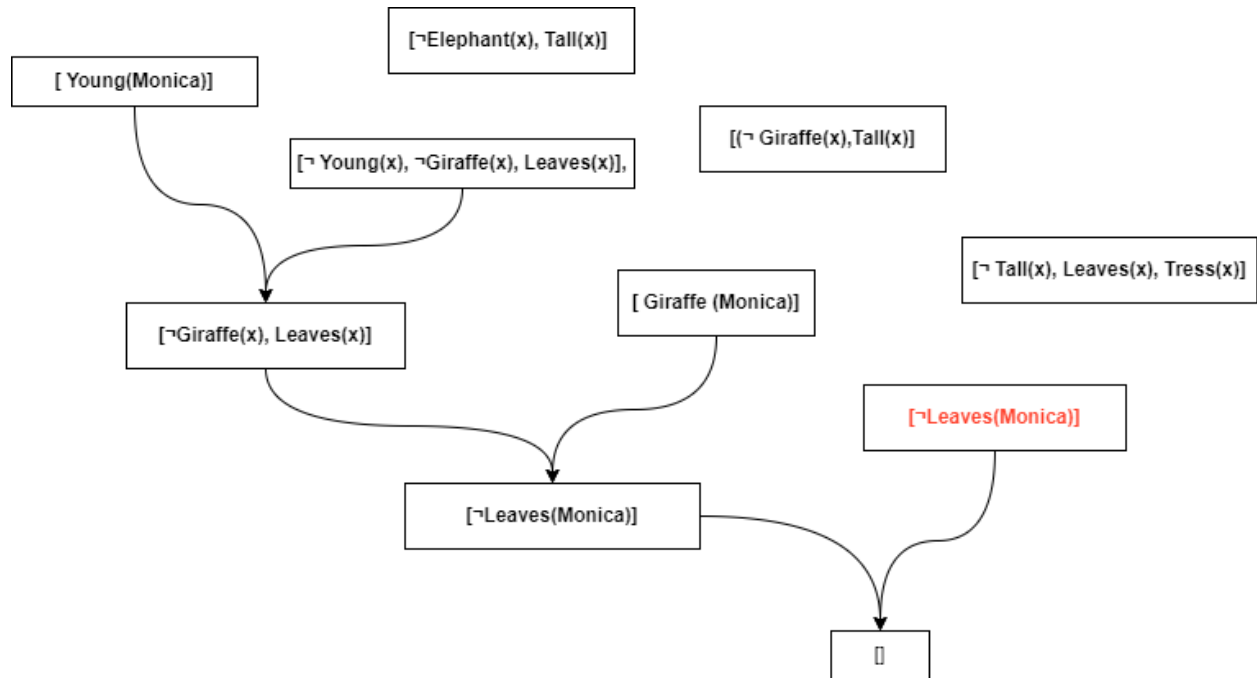 [¬Elephant(x), Tall(x)]
[ Young(Monica)]
[(¬ Giraffe(x),Tall(x)]
[¬ Young(x), ¬Giraffe(x), Leaves(x)],
[¬ Tall(x), Leaves(x), Tress(x)]
[ Giraffe (Monica)]
[¬Giraffe(x), Leaves(x)]
[¬Leaves(Monica)]
[¬Leaves(Monica)]
[]